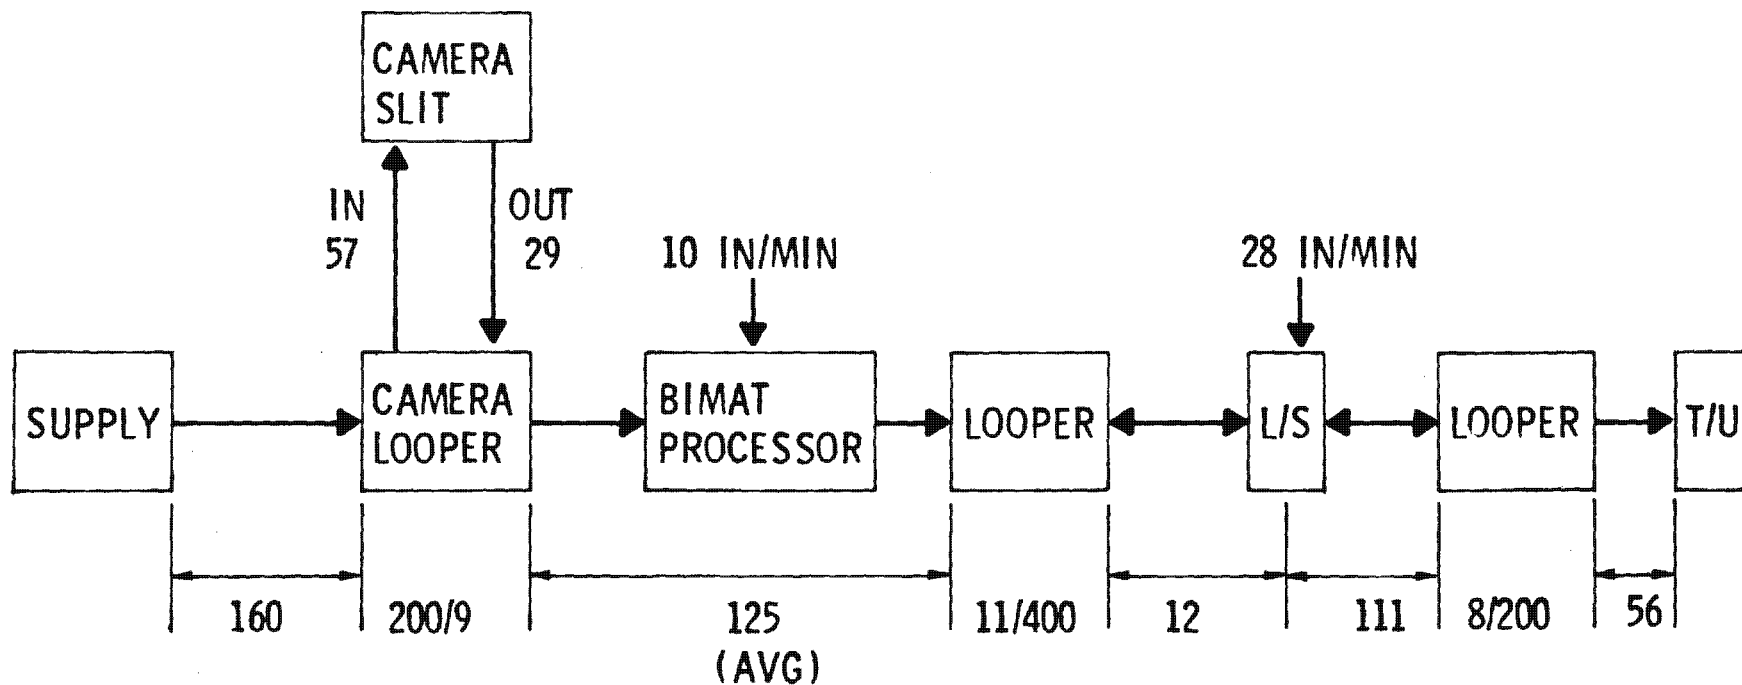 CAMERA
SLIT
IN
57
OUT
29
10 IN/MIN
28 IN/MIN
SUPPLY
CAMERA
LOOPER
BIMAT
PROCESSOR
LOOPER
L/S
LOOPER
T/U
160
200/9
125
(AVG)
11/400
12
111
8/200
56